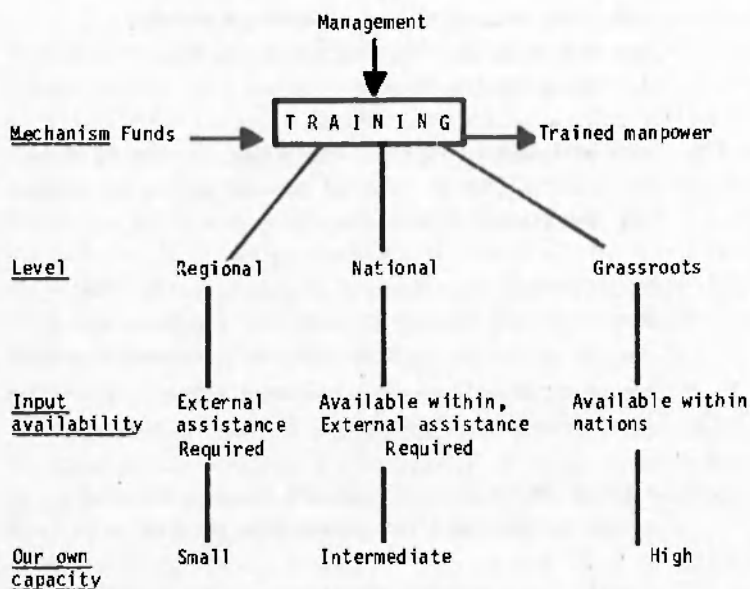 Management
T R A I N I N G
Mechanism Funds
Trained manpower
Level Regional National Grassroots
Input External Available within, Available within
availability assistance External assistance nations
Required Required
Our own Small Intermediate High
capacity